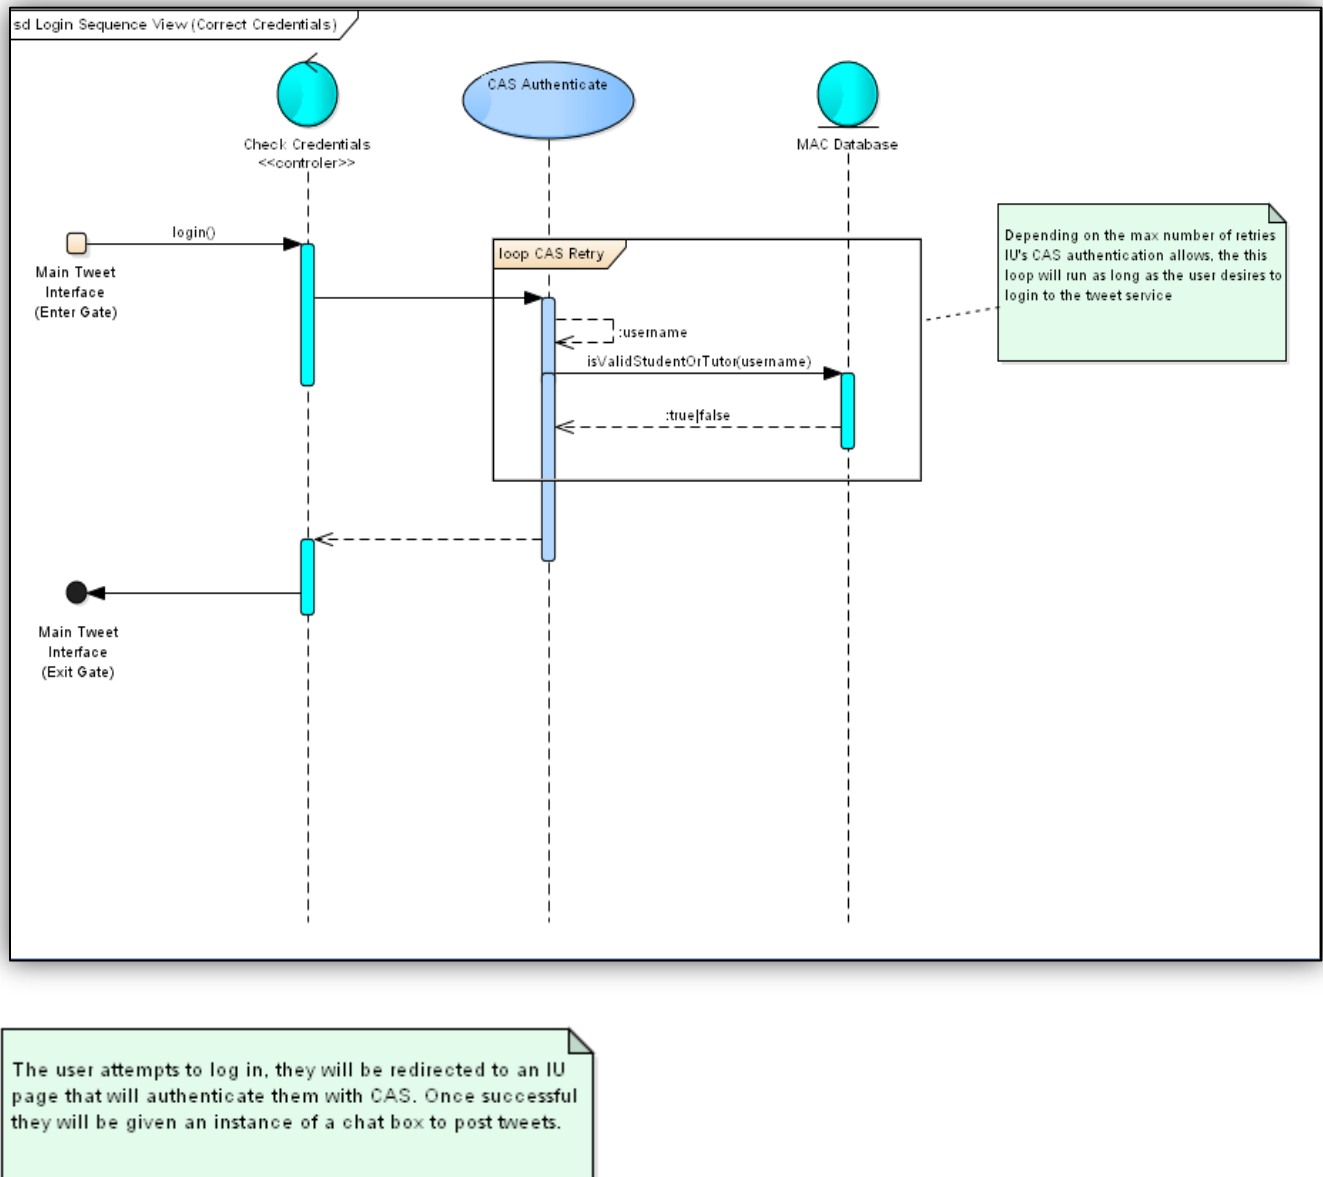 sd Login Sequence View (Correct Credentials)
CAS Authenticate
Check Credentials
<<controler>>
MAC Database
login()
Main Tweet
Interface
(Enter Gate)
loop CAS Retry
Depending on the max number of retries
IU's CAS authentication allows, the this
loop will run as long as the user desires to
login to the tweet service
:username
isValidStudentOrTutor(username)
:true|false
Main Tweet
Interface
(Exit Gate)
The user attempts to log in, they will be redirected to an IU
page that will authenticate them with CAS. Once successful
they will be given an instance of a chat box to post tweets.